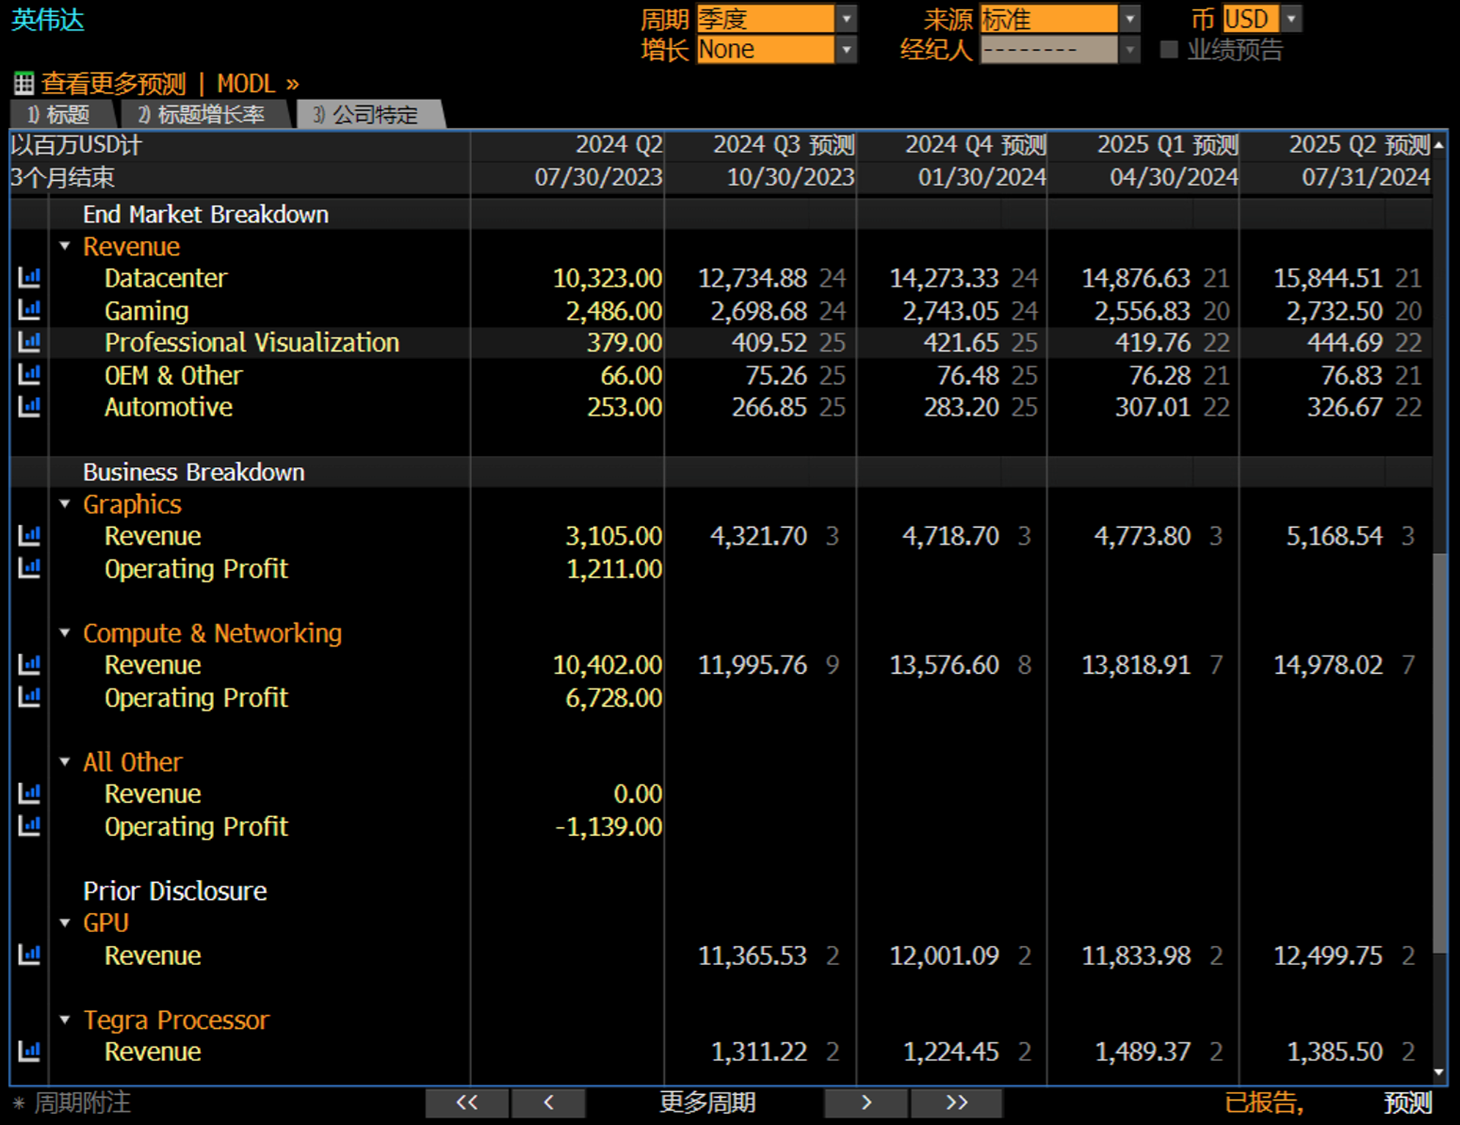 英伟达
周期 季度 来源 标准 币 USD
增长 None 经纪人 -------- 业绩预告
查看更多预测 | MODL »
1) 标题 2) 标题增长率 3) 公司特定
以百万USD计 2024 Q2 2024 Q3 预测 2024 Q4 预测 2025 Q1 预测 2025 Q2 预测
3个月结束 07/30/2023 10/30/2023 01/30/2024 04/30/2024 07/31/2024
End Market Breakdown
Revenue
Datacenter 10,323.00 12,734.88 24 14,273.33 24 14,876.63 21 15,844.51 21
Gaming 2,486.00 2,698.68 24 2,743.05 24 2,556.83 20 2,732.50 20
Professional Visualization 379.00 409.52 25 421.65 25 419.76 22 444.69 22
OEM & Other 66.00 75.26 25 76.48 25 76.28 21 76.83 21
Automotive 253.00 266.85 25 283.20 25 307.01 22 326.67 22
Business Breakdown
Graphics
Revenue 3,105.00 4,321.70 3 4,718.70 3 4,773.80 3 5,168.54 3
Operating Profit 1,211.00
Compute & Networking
Revenue 10,402.00 11,995.76 9 13,576.60 8 13,818.91 7 14,978.02 7
Operating Profit 6,728.00
All Other
Revenue 0.00
Operating Profit -1,139.00
Prior Disclosure
GPU
Revenue 11,365.53 2 12,001.09 2 11,833.98 2 12,499.75 2
Tegra Processor
Revenue 1,311.22 2 1,224.45 2 1,489.37 2 1,385.50 2
* 周期附注 << < 更多周期 > >> 已报告, 预测